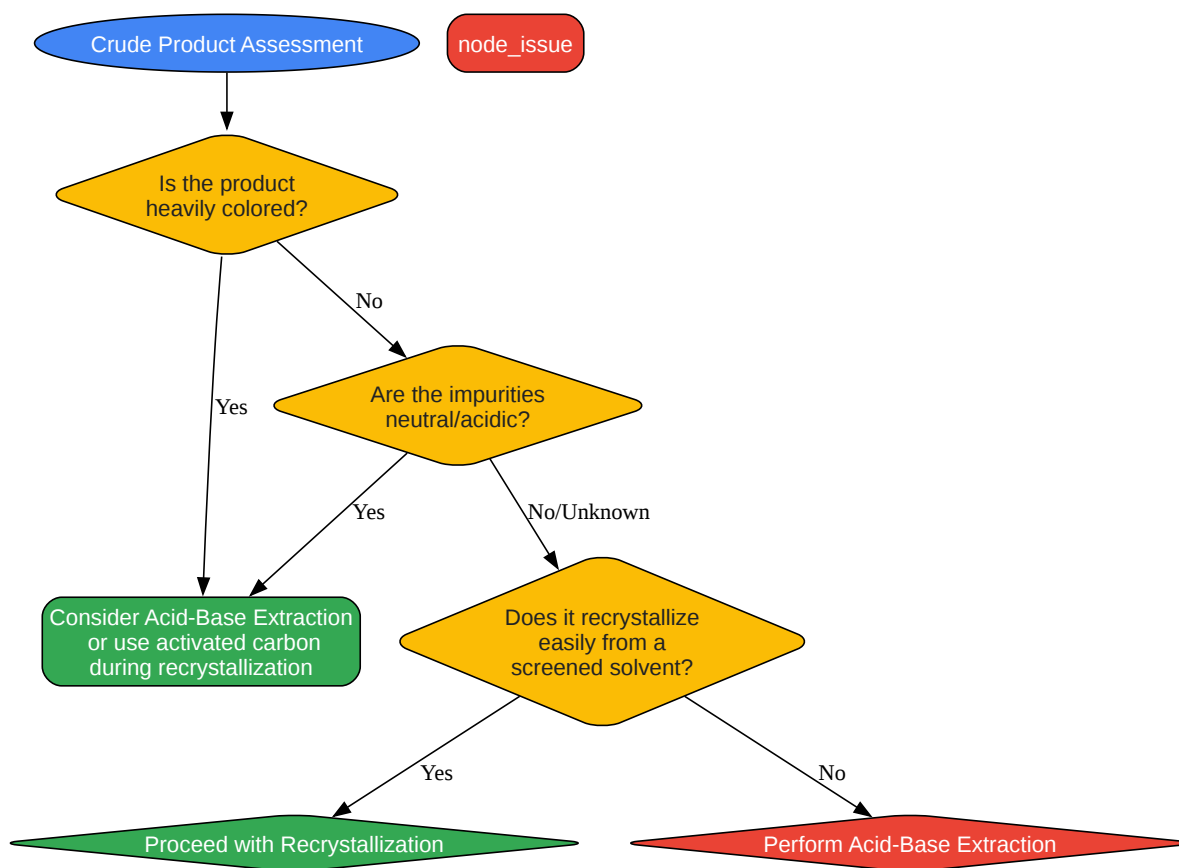 Crude Product Assessment
node_issue
Is the product
heavily colored?
No
Are the impurities
neutral/acidic?
Yes
Yes
No/Unknown
Consider Acid-Base Extraction
or use activated carbon
during recrystallization
Does it recrystallize
easily from a
screened solvent?
Yes
No
Proceed with Recrystallization
Perform Acid-Base Extraction